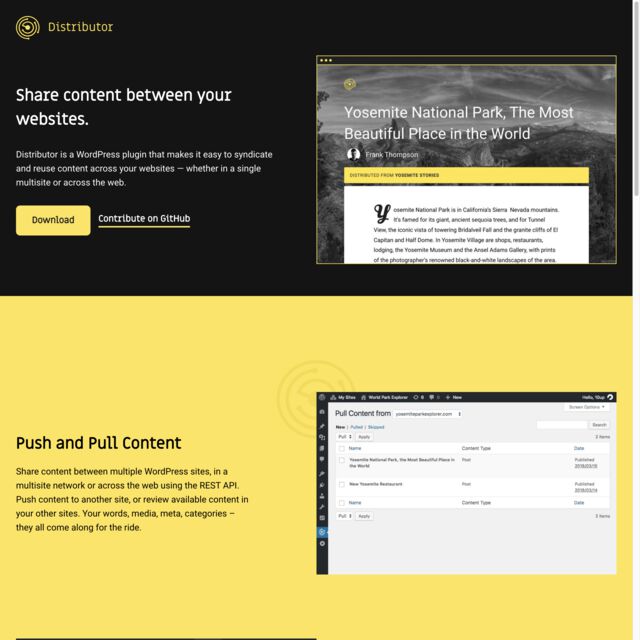 Distributor
Share content between your
websites.
Distributor is a WordPress plugin that makes it easy to syndicate
and reuse content across your websites — whether in a single
multisite or across the web.
Download
Contribute on GitHub
Yosemite National Park, The Most
Beautiful Place in the World
Frank Thompson
DISTRIBUTED FROM YOSEMITE STORIES
Yosemite National Park is in California's Sierra Nevada mountains.
It's famed for its giant, ancient sequoia trees, and for Tunnel
View, the iconic vista of towering Bridalveil Fall and the granite cliffs of El
Capitan and Half Dome. In Yosemite Village are shops, restaurants,
lodging, the Yosemite Museum and the Ansel Adams Gallery, with prints
of the photographer's renowned black-and-white landscapes of the area.
Push and Pull Content
Share content between multiple WordPress sites, in a
multisite network or across the web using the REST API.
Push content to another site, or review available content in
your other sites. Your words, media, meta, categories –
they all come along for the ride.
My Sites World Park Explorer 6 0 New Hello, 10up
Screen Options
Pull Content from yosemiteparkexplorer.com
New | Pulled | Skipped
Search
Pull Apply 2 items
Name Content Type Date
Yosemite National Park, the Most Beautiful Place in the World Post Published 2018/03/15
New Yosemite Restaurant Post Published 2018/03/14
Name Content Type Date
Pull Apply 2 items